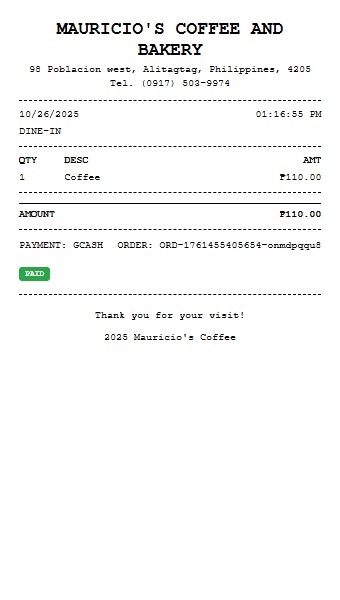 MAURICIO'S COFFEE AND
BAKERY
98 Poblacion west, Alitagtag, Philippines, 4205
Tel. (0917) 503-9974
10/26/2025 01:16:55 PM
DINE-IN
QTY DESC AMT
1 Coffee ₱110.00
AMOUNT ₱110.00
PAYMENT: GCASH ORDER: ORD-1761455405654-onmdpqqu8
PAID
Thank you for your visit!
2025 Mauricio's Coffee